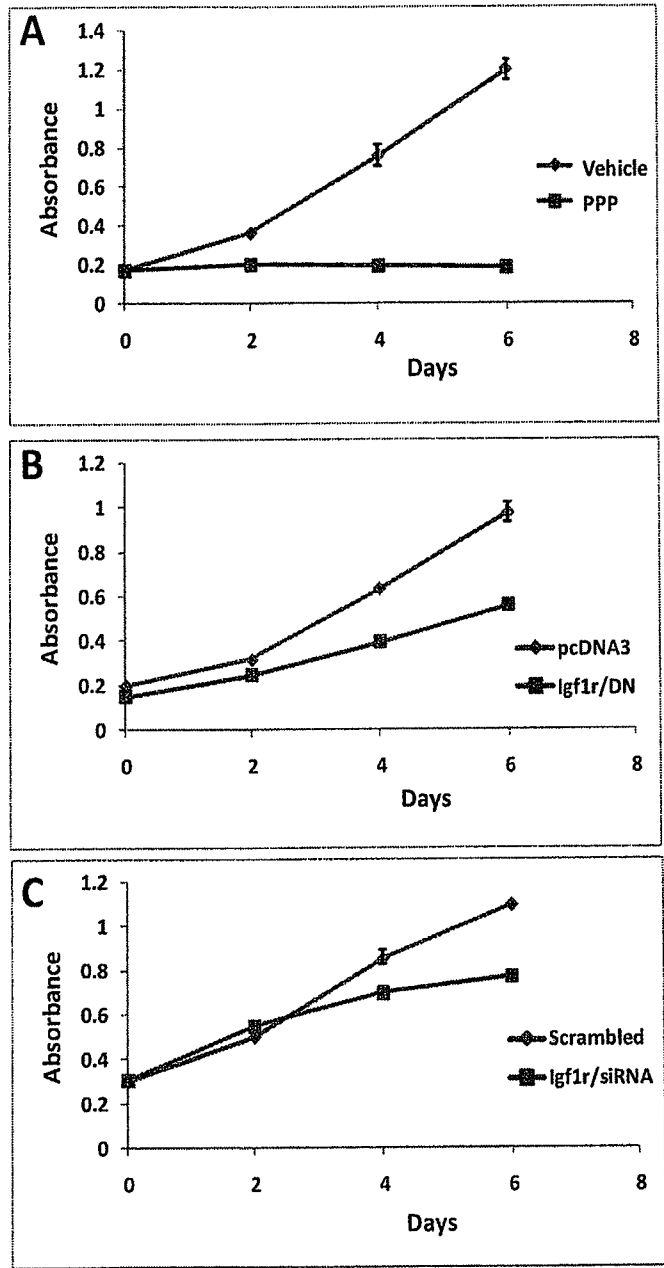 A
1.4
1.2
1
0.8
0.6
0.4
0.2
0
Absorbance
0 2 4 6 8
Days
Vehicle
PPP
B
1.2
1
0.8
0.6
0.4
0.2
0
Absorbance
0 2 4 6 8
Days
pcDNA3
Igf1r/DN
C
1.2
1
0.8
0.6
0.4
0.2
0
Absorbance
0 2 4 6 8
Days
Scrambled
Igf1r/siRNA